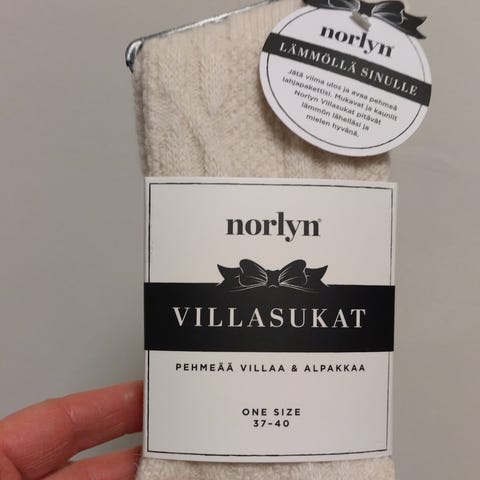 norlyn®
LÄMMÖLLÄ SINULLE
Jätä viima ulos ja avaa pehmeä
lahjapakettisi. Mukavat ja kauniit
Norlyn Villasukat pitävät
lämmön lähelläsi ja
mielen hyvänä.
norlyn®
VILLASUKAT
PEHMEÄÄ VILLAA & ALPAKKAA
ONE SIZE
37–40